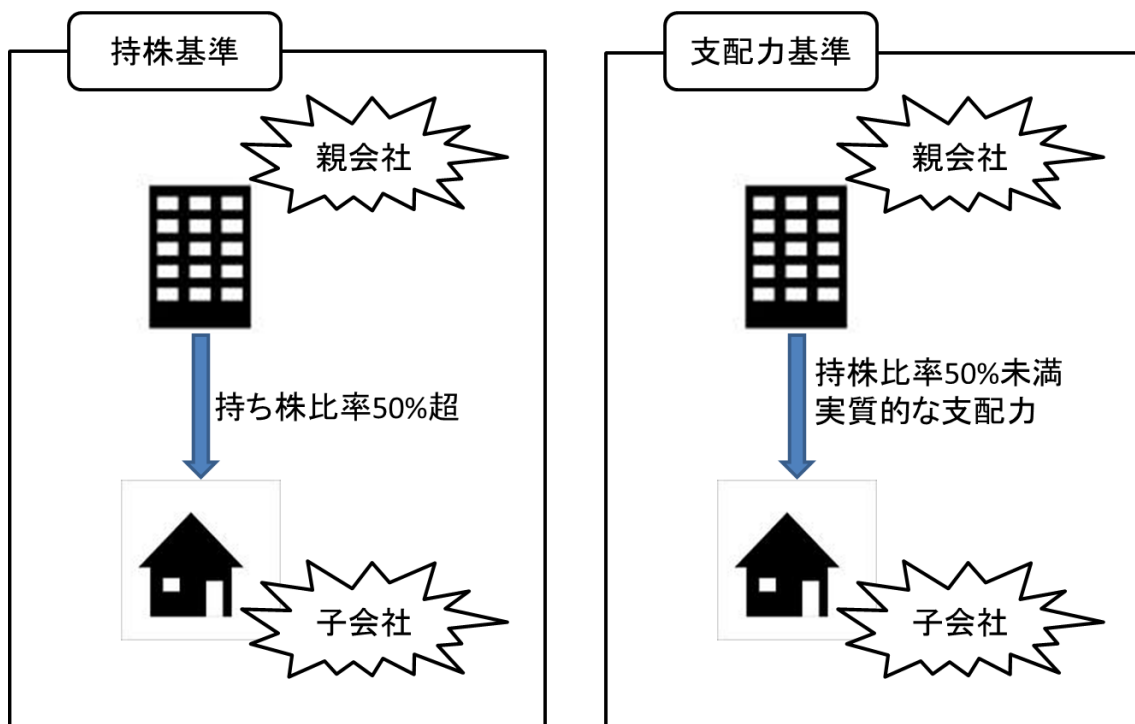 持株基準
親会社
持ち株比率50%超
子会社
支配力基準
親会社
持株比率50%未満
実質的な支配力
子会社